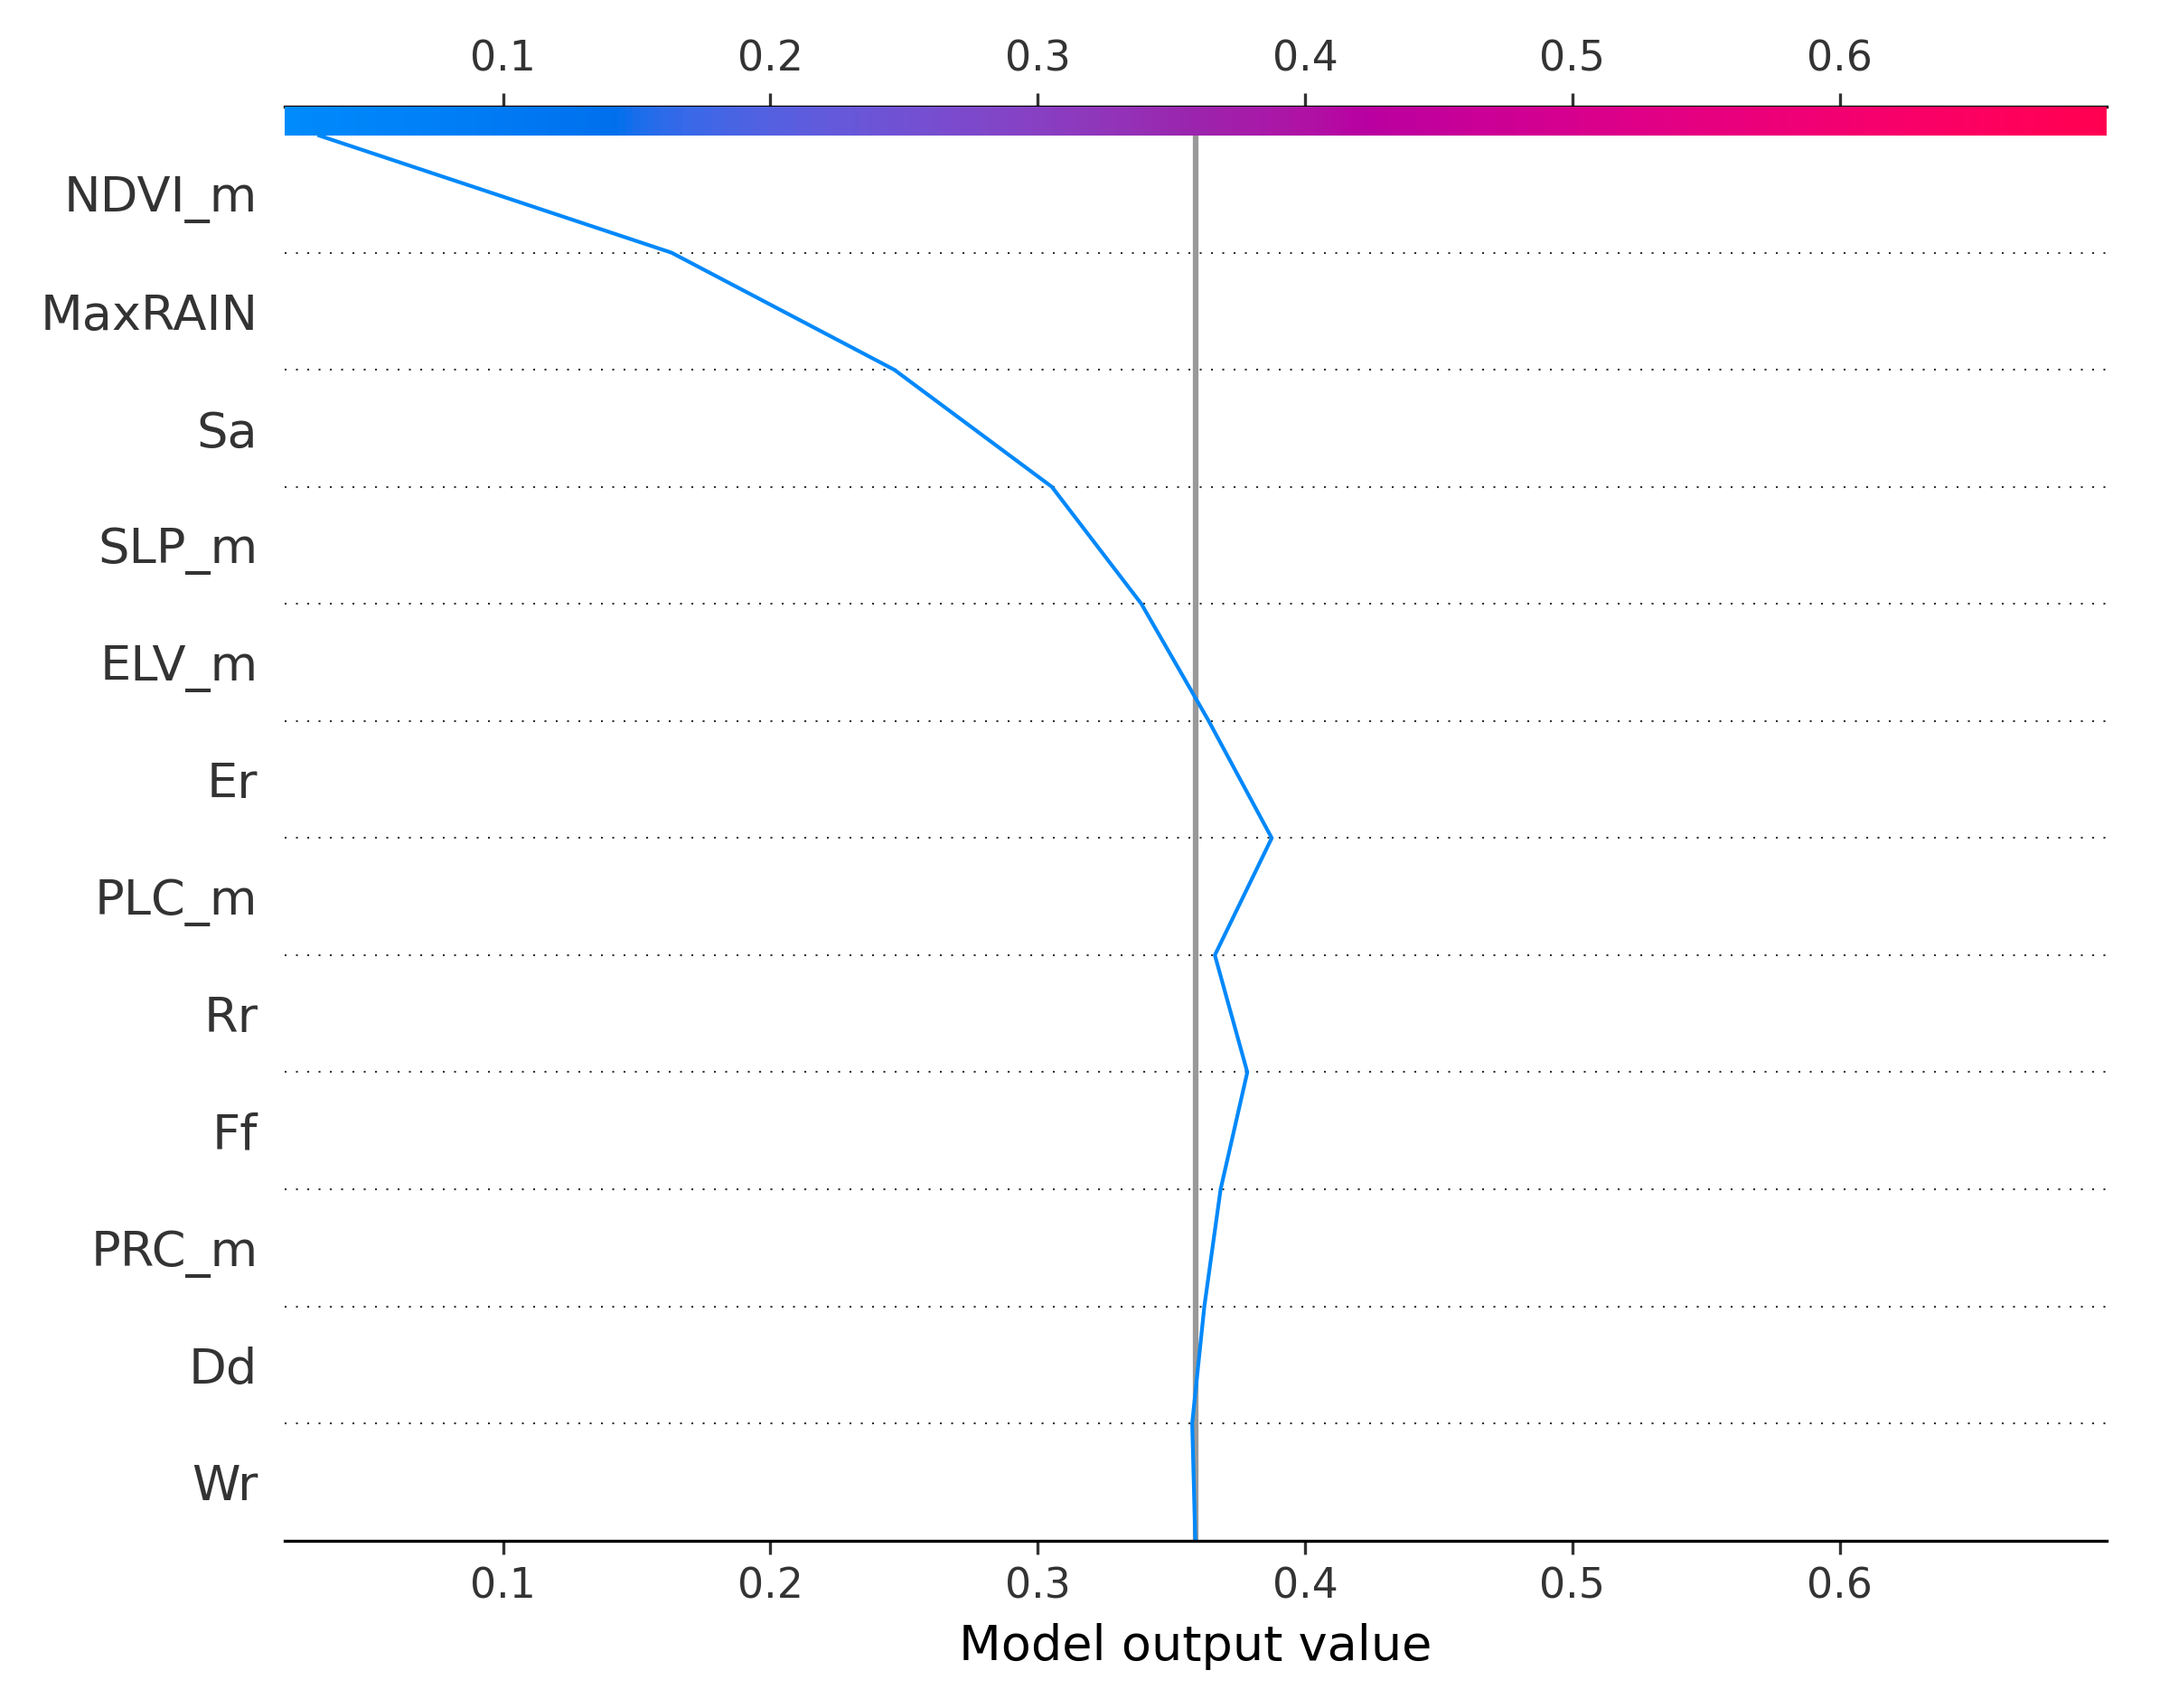 0.1 0.2 0.3 0.4 0.5 0.6
NDVI_m
MaxRAIN
Sa
SLP_m
ELV_m
Er
PLC_m
Rr
Ff
PRC_m
Dd
Wr
0.1 0.2 0.3 0.4 0.5 0.6
Model output value